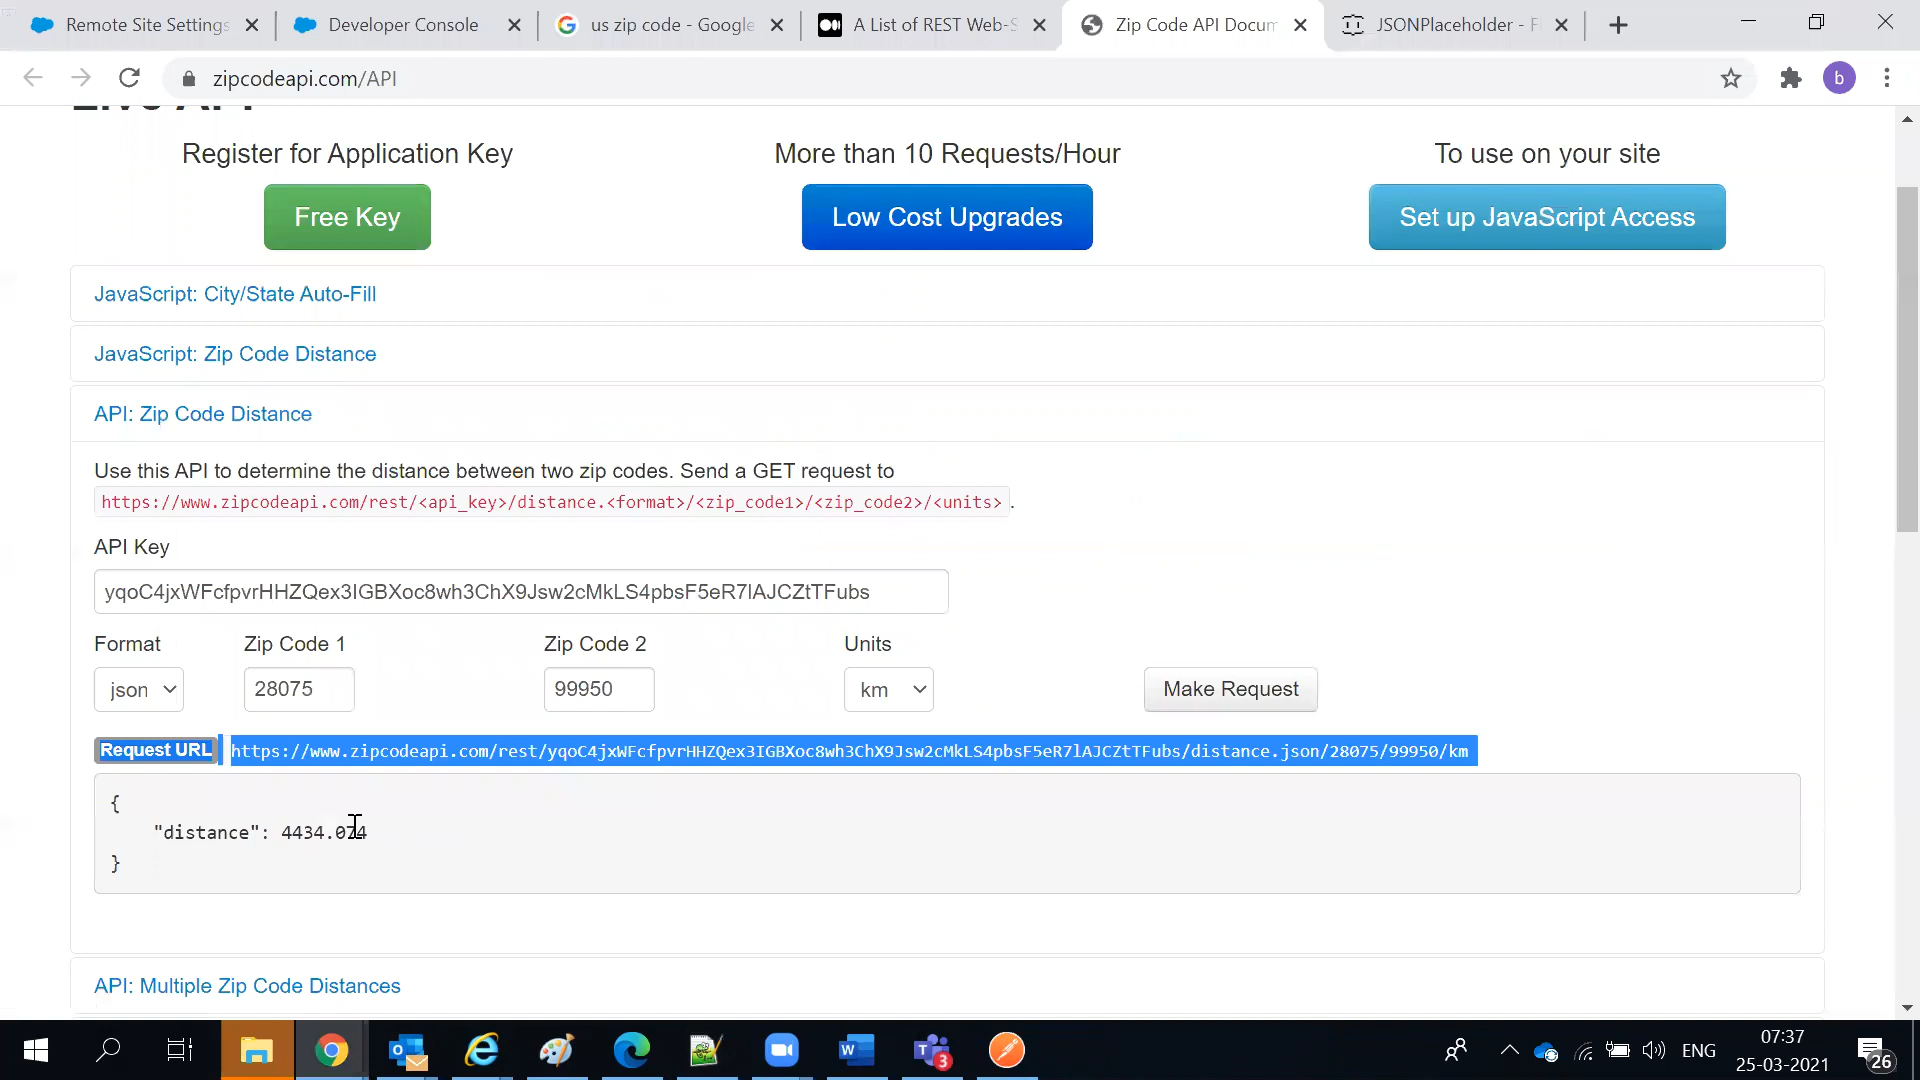 Remote Site Settings
Developer Console
us zip code - Google
A List of REST Web-S
Zip Code API Docum
JSONPlaceholder - F
zipcodeapi.com/API
b
Live API
Register for Application Key
More than 10 Requests/Hour
To use on your site
Free Key
Low Cost Upgrades
Set up JavaScript Access
JavaScript: City/State Auto-Fill
JavaScript: Zip Code Distance
API: Zip Code Distance
Use this API to determine the distance between two zip codes. Send a GET request to
https://www.zipcodeapi.com/rest/<api_key>/distance.<format>/<zip_code1>/<zip_code2>/<units>.
API Key
yqoC4jxWFcfpvrHHZQex3IGBXoc8wh3ChX9Jsw2cMkLS4pbsF5eR7lAJCZtTFubs
Format
Zip Code 1
Zip Code 2
Units
json
28075
99950
km
Make Request
Request URL https://www.zipcodeapi.com/rest/yqoC4jxWFcfpvrHHZQex3IGBXoc8wh3ChX9Jsw2cMkLS4pbsF5eR7lAJCZtTFubs/distance.json/28075/99950/km
{
"distance": 4434.074
}
API: Multiple Zip Code Distances
3
ENG
07:37
25-03-2021
26